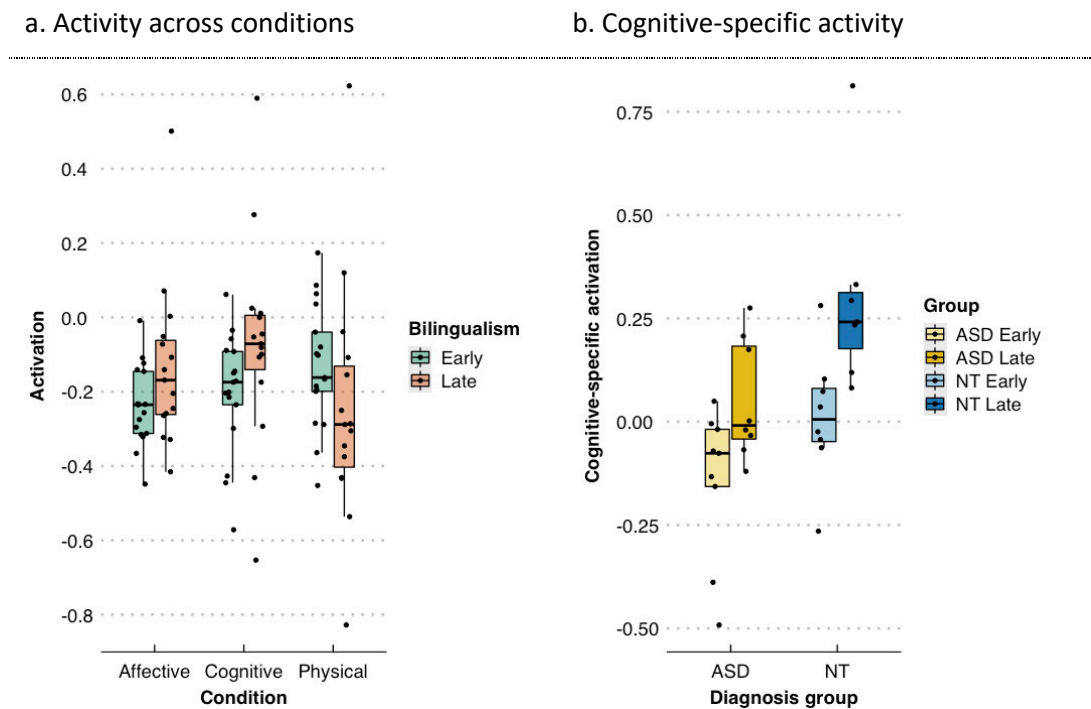 a. Activity across conditions
b. Cognitive-specific activity
0.6
0.4
0.2
0.0
-0.2
-0.4
-0.6
-0.8
Activation
Affective Cognitive Physical
Condition
Bilingualism
Early
Late
0.75
0.50
0.25
0.00
-0.25
-0.50
Cognitive-specific activation
ASD NT
Diagnosis group
Group
ASD Early
ASD Late
NT Early
NT Late